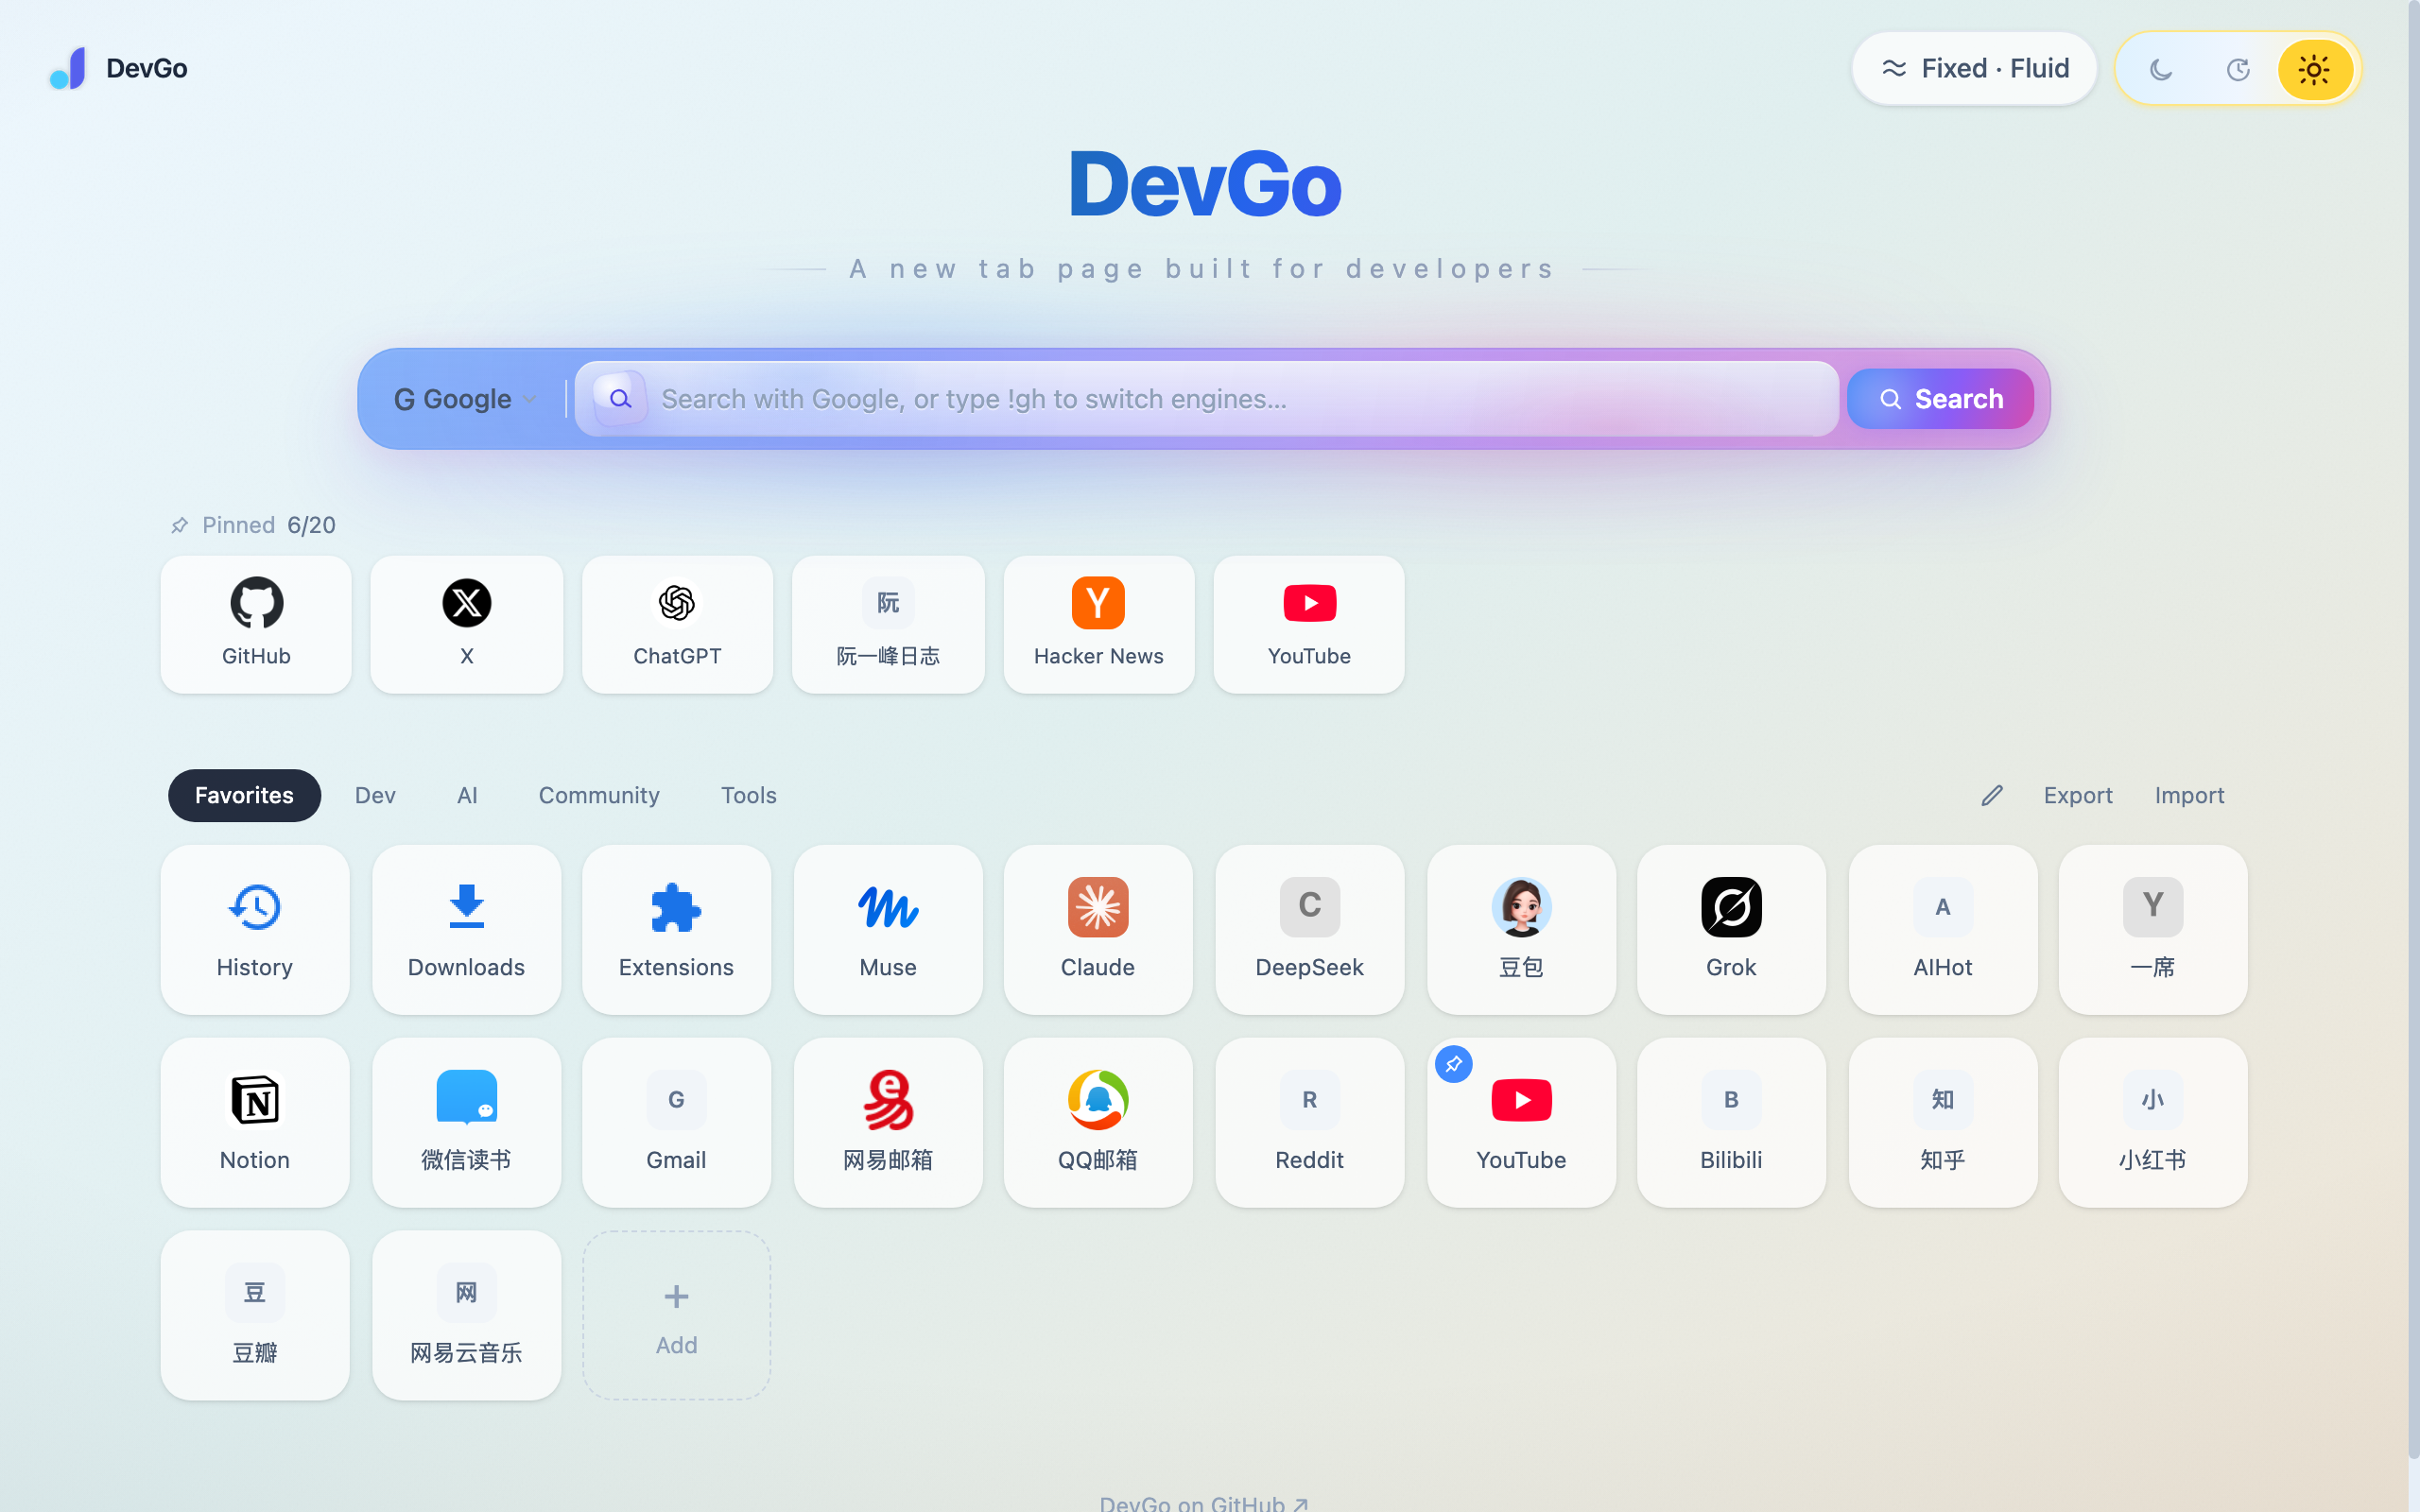 DevGo
Fixed · Fluid
DevGo
A new tab page built for developers
G Google
Search with Google, or type !gh to switch engines...
Search
Pinned 6/20
GitHub
X
ChatGPT
阮
阮一峰日志
Y
Hacker News
YouTube
Favorites
Dev
AI
Community
Tools
Export
Import
History
Downloads
Extensions
Muse
Claude
C
DeepSeek
豆包
Grok
A
AIHot
Y
一席
N
Notion
微信读书
G
Gmail
e易
网易邮箱
QQ邮箱
R
Reddit
YouTube
B
Bilibili
知
知乎
小
小红书
豆
豆瓣
网
网易云音乐
+
Add
DevGo on GitHub ↗